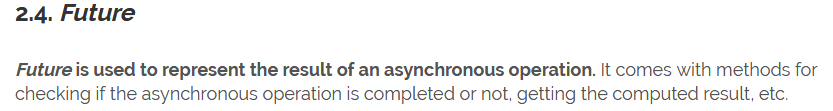 2.4. Future
Future is used to represent the result of an asynchronous operation. It comes with methods for
checking if the asynchronous operation is completed or not, getting the computed result, etc.